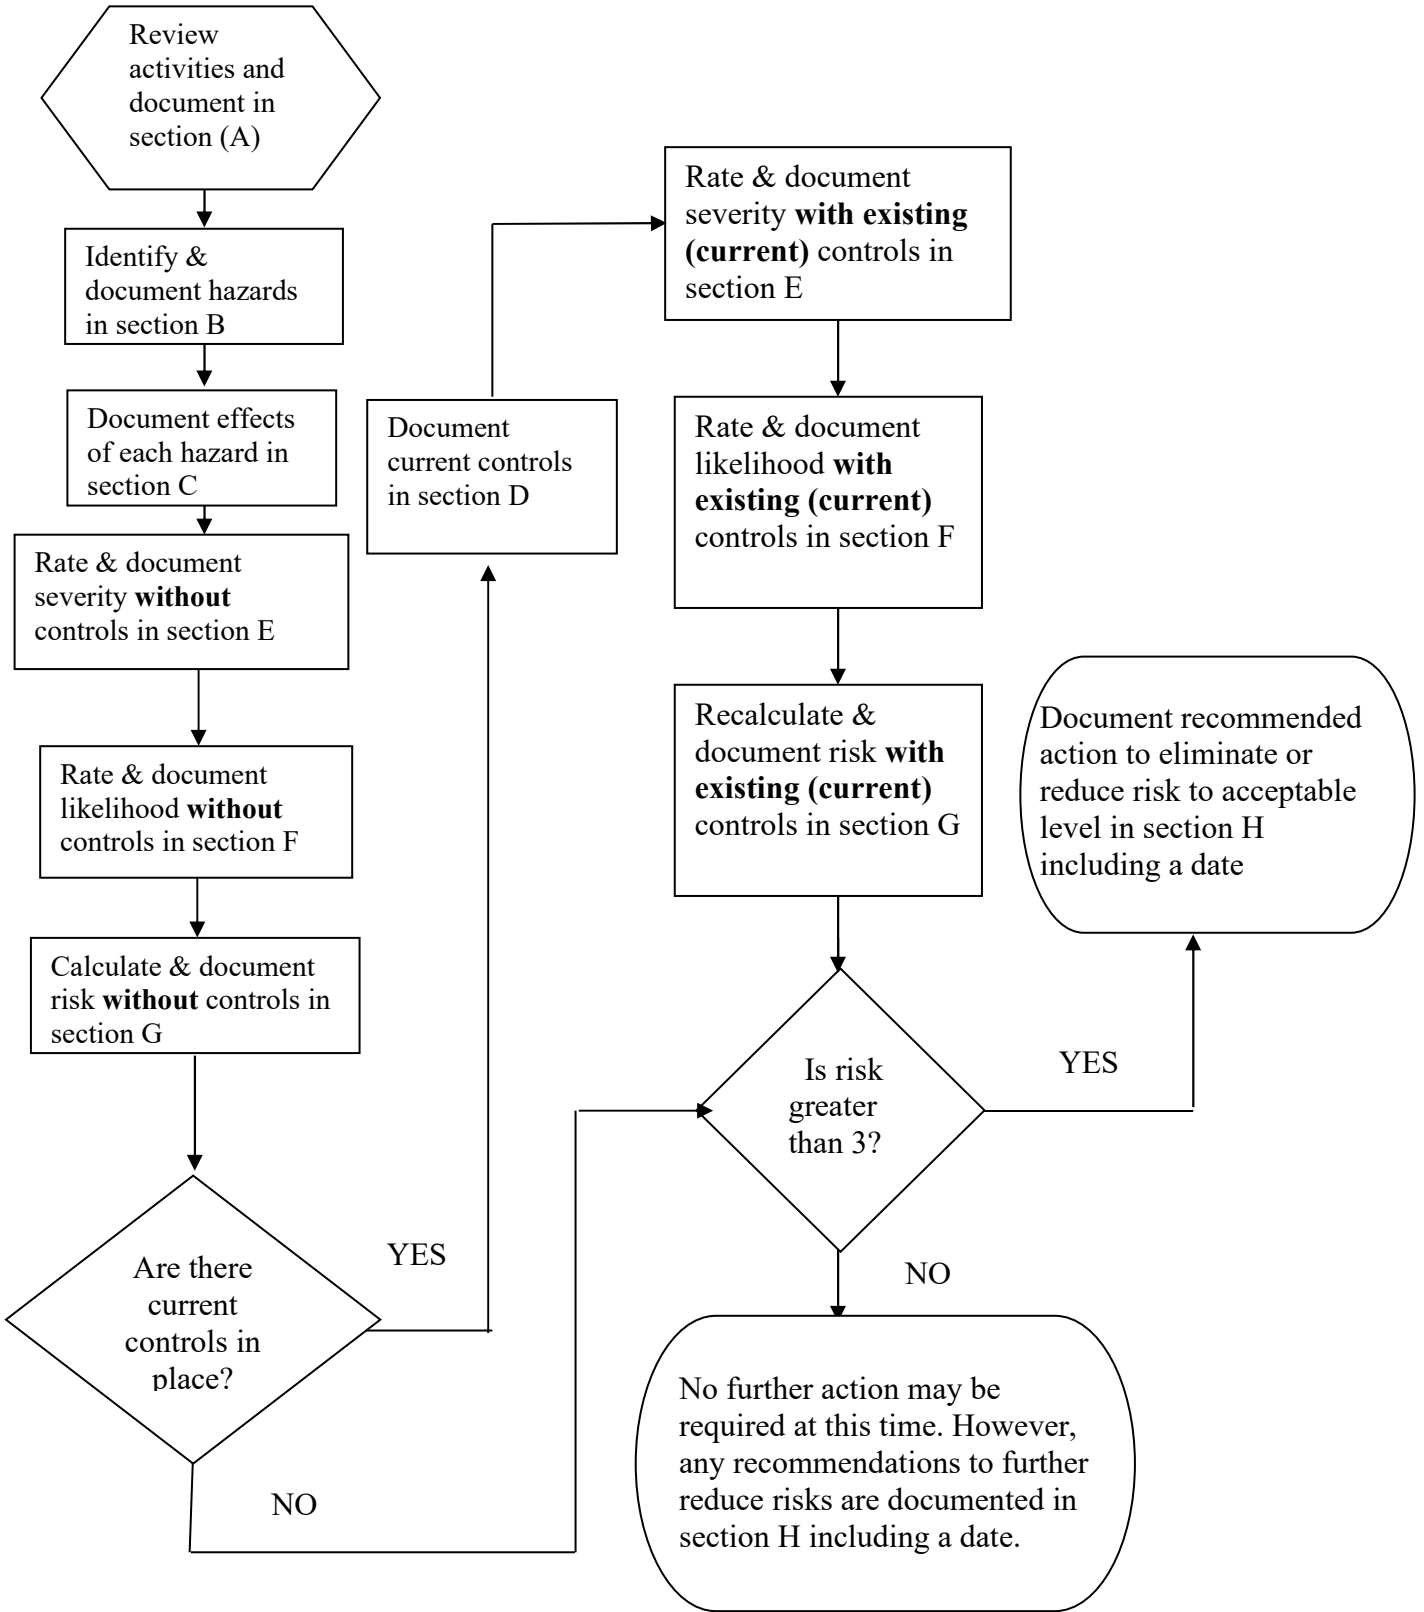 Review
activities and
document in
section (A)
Identify &
document hazards
in section B
Document effects
of each hazard in
section C
Rate & document
severity without
controls in section E
Rate & document
likelihood without
controls in section F
Calculate & document
risk without controls in
section G
Are there
current
controls in
place?
YES
NO
Document
current controls
in section D
Rate & document
severity with existing
(current) controls in
section E
Rate & document
likelihood with
existing (current)
controls in section F
Recalculate &
document risk with
existing (current)
controls in section G
Is risk
greater
than 3?
YES
Document recommended
action to eliminate or
reduce risk to acceptable
level in section H
including a date
NO
No further action may be
required at this time. However,
any recommendations to further
reduce risks are documented in
section H including a date.